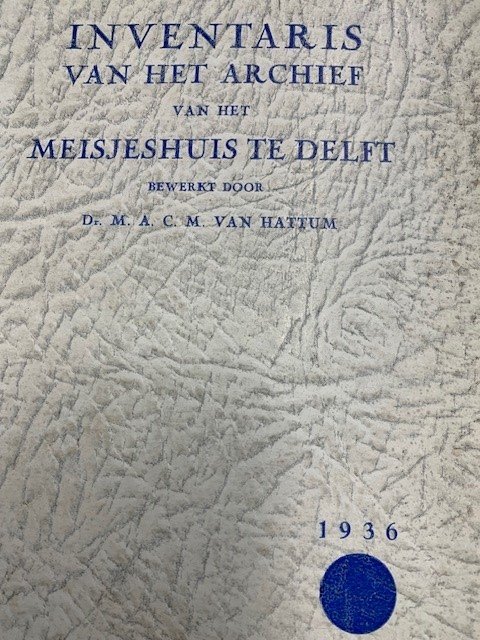 INVENTARIS
VAN HET ARCHIEF
VAN HET
MEISJESHUIS TE DELFT
BEWERKT DOOR
Dr. M. A. C. M. VAN HATTUM
1936